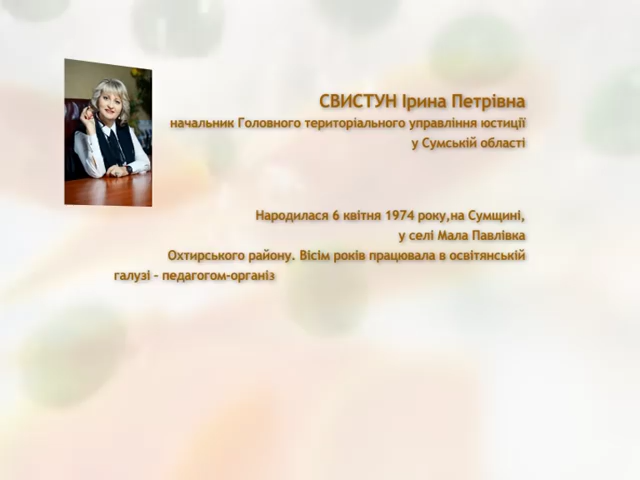 СВИСТУН Ірина Петрівна
начальник Головного територіального управління юстиції
у Сумській області
Народилася 6 квітня 1974 року,на Сумщині,
у селі Мала Павлівка
Охтирського району. Вісім років працювала в освітянській
галузі – педагогом-організ